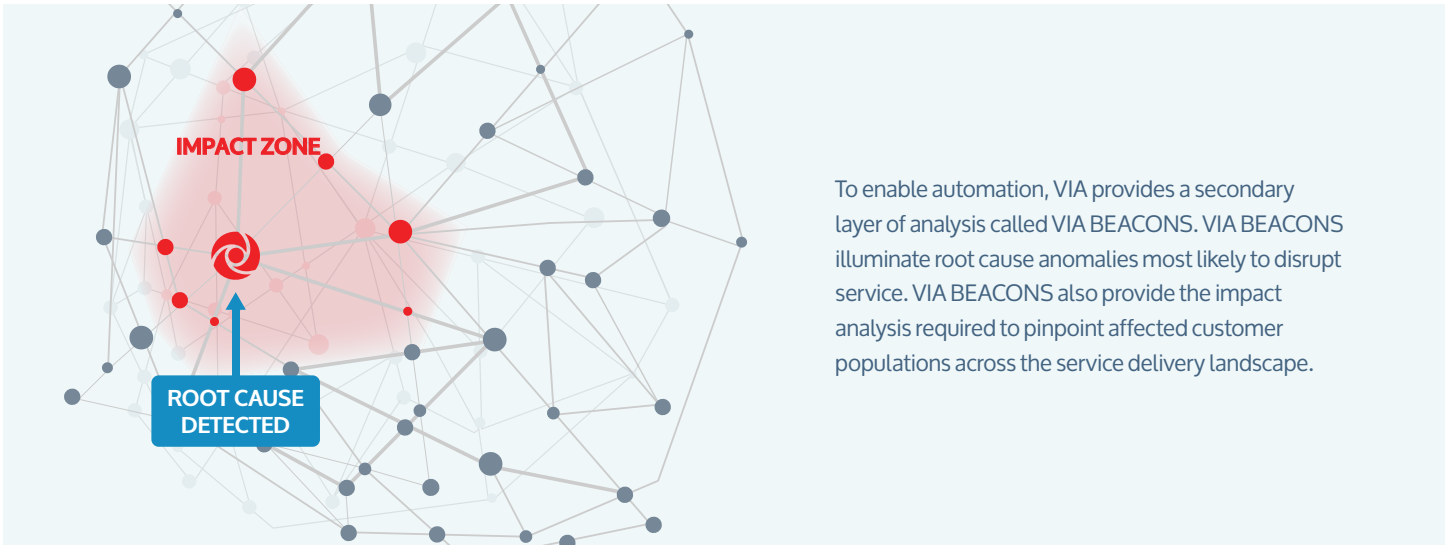 IMPACT ZONE
ROOT CAUSE
DETECTED
To enable automation, VIA provides a secondary
layer of analysis called VIA BEACONS. VIA BEACONS
illuminate root cause anomalies most likely to disrupt
service. VIA BEACONS also provide the impact
analysis required to pinpoint affected customer
populations across the service delivery landscape.